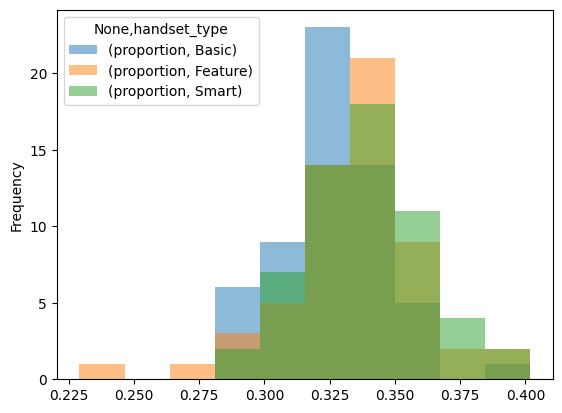 None,handset_type
(proportion, Basic)
(proportion, Feature)
(proportion, Smart)
Frequency
20
15
10
5
0
0.225
0.250
0.275
0.300
0.325
0.350
0.375
0.400